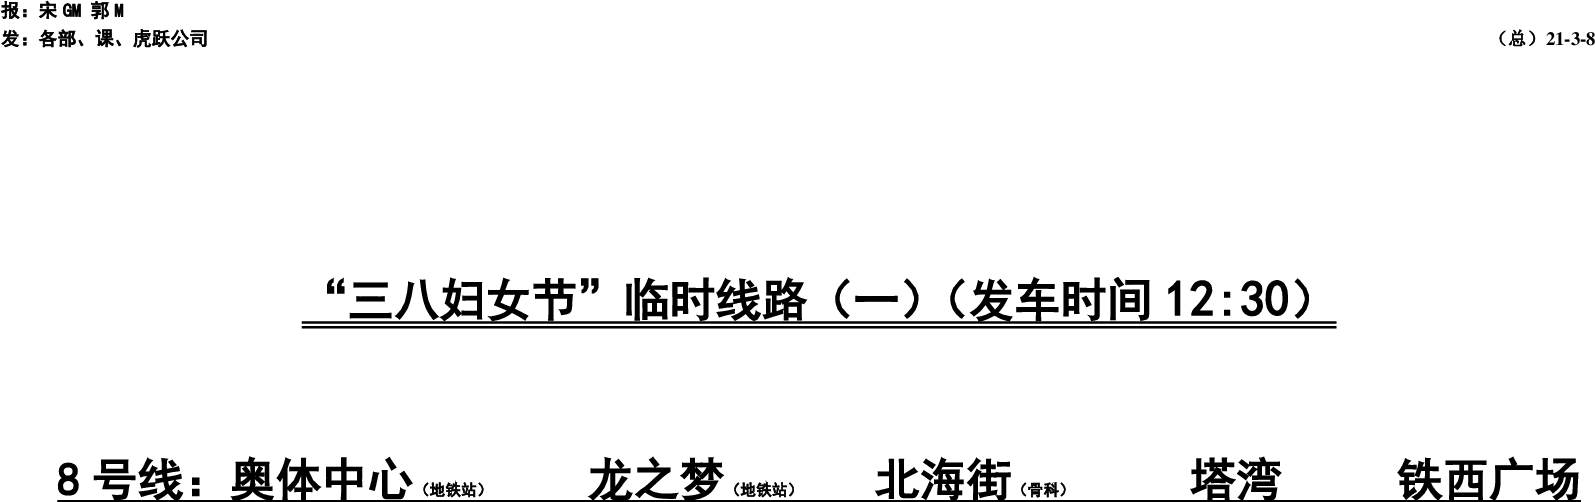 报：宋 GM 郭 M
发：各部、课、虎跃公司 （总）21-3-8
“三八妇女节”临时线路（一）（发车时间 12:30）
8 号线：奥体中心（地铁站） 龙之梦（地铁站） 北海街（骨科） 塔湾 铁西广场